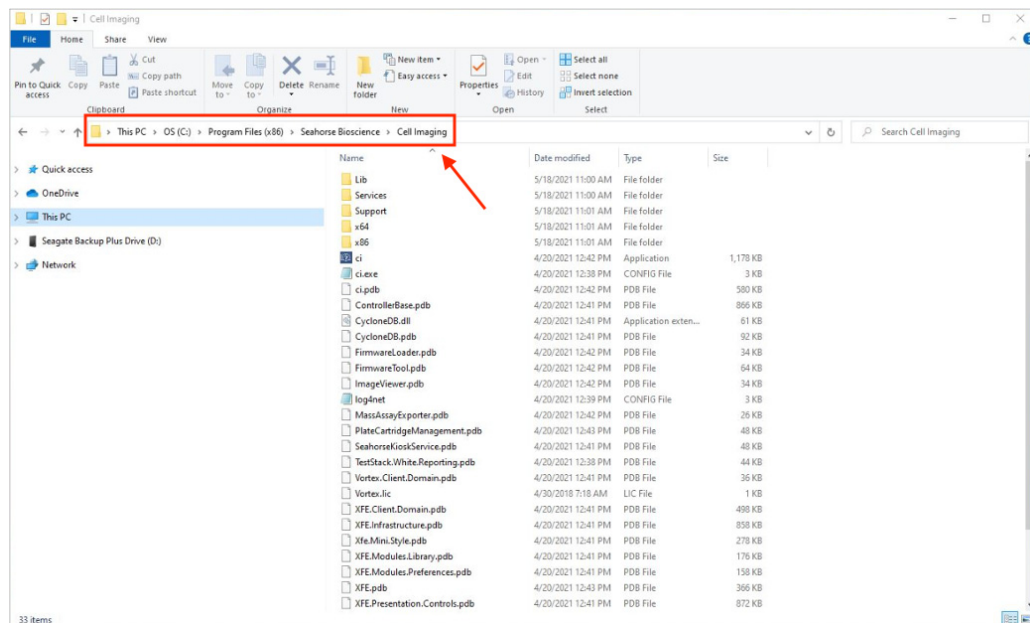 Cell Imaging
File Home Share View
Pin to Quick access
Copy
Paste
Cut
Copy path
Paste shortcut
Clipboard
Move to
Copy to
Delete
Rename
Organize
New folder
New item
Easy access
New
Properties
Open
Edit
History
Open
Select all
Select none
Invert selection
Select
This PC > OS (C:) > Program Files (x86) > Seahorse Bioscience > Cell Imaging
Search Cell Imaging
Quick access
OneDrive
This PC
Seagate Backup Plus Drive (D:)
Network
Name Date modified Type Size
Lib 5/18/2021 11:00 AM File folder
Services 5/18/2021 11:00 AM File folder
Support 5/18/2021 11:01 AM File folder
x64 5/18/2021 11:01 AM File folder
x86 5/18/2021 11:01 AM File folder
ci 4/20/2021 12:42 PM Application 1,178 KB
ci.exe 4/20/2021 12:38 PM CONFIG File 3 KB
ci.pdb 4/20/2021 12:42 PM PDB File 580 KB
ControllerBase.pdb 4/20/2021 12:41 PM PDB File 866 KB
CycloneDB.dll 4/20/2021 12:41 PM Application exten... 61 KB
CycloneDB.pdb 4/20/2021 12:41 PM PDB File 92 KB
FirmwareLoader.pdb 4/20/2021 12:42 PM PDB File 34 KB
FirmwareTool.pdb 4/20/2021 12:42 PM PDB File 64 KB
ImageViewer.pdb 4/20/2021 12:42 PM PDB File 34 KB
log4net 4/20/2021 12:39 PM CONFIG File 3 KB
MassAssayExporter.pdb 4/20/2021 12:42 PM PDB File 26 KB
PlateCartridgeManagement.pdb 4/20/2021 12:43 PM PDB File 48 KB
SeahorseKioskService.pdb 4/20/2021 12:41 PM PDB File 48 KB
TestStack.White.Reporting.pdb 4/20/2021 12:38 PM PDB File 44 KB
Vortex.Client.Domain.pdb 4/20/2021 12:41 PM PDB File 36 KB
Vortex.lic 4/30/2018 7:18 AM LIC File 1 KB
XFE.Client.Domain.pdb 4/20/2021 12:41 PM PDB File 498 KB
XFE.Infrastructure.pdb 4/20/2021 12:41 PM PDB File 858 KB
Xfe.Mini.Style.pdb 4/20/2021 12:41 PM PDB File 278 KB
XFE.Modules.Library.pdb 4/20/2021 12:41 PM PDB File 176 KB
XFE.Modules.Preferences.pdb 4/20/2021 12:41 PM PDB File 158 KB
XFE.pdb 4/20/2021 12:43 PM PDB File 366 KB
XFE.Presentation.Controls.pdb 4/20/2021 12:41 PM PDB File 872 KB
33 items